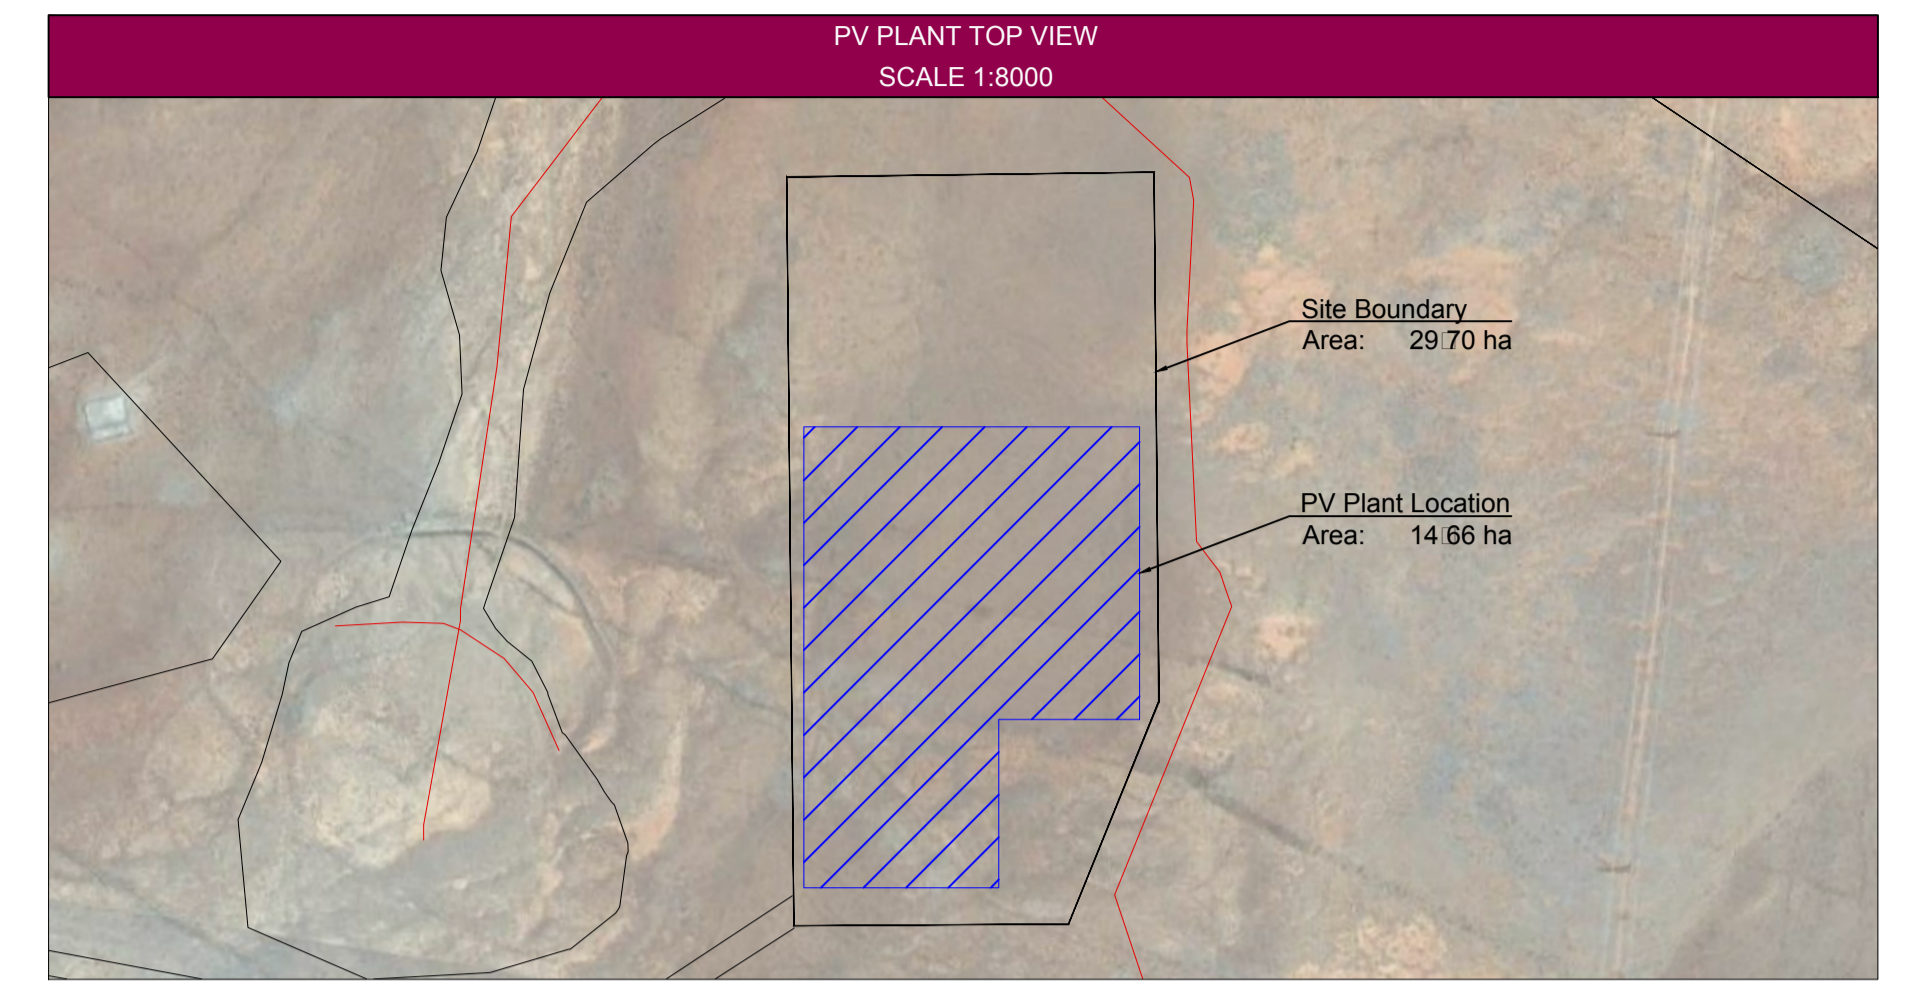 PV PLANT TOP VIEW
SCALE 1:8000
Site Boundary
Area: 29▯70 ha
PV Plant Location
Area: 14▯66 ha